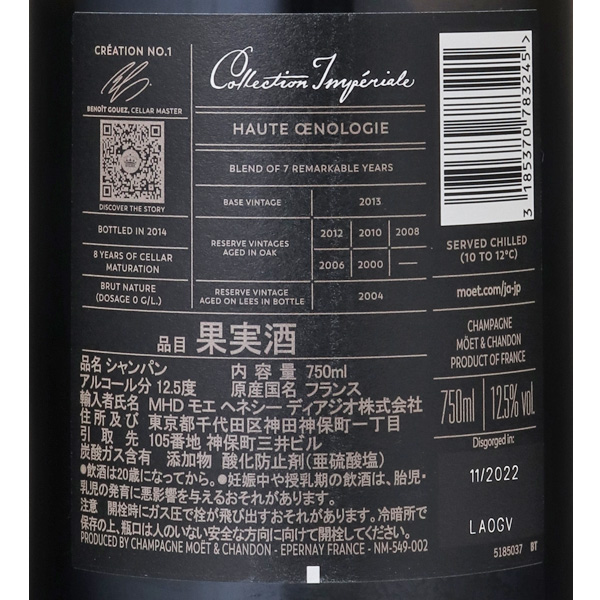 CRÉATION NO.1
BENOÎT GOUEZ, CELLAR MASTER
DISCOVER THE STORY
BOTTLED IN 2014
8 YEARS OF CELLAR
MATURATION
BRUT NATURE
(DOSAGE 0 G/L.)
Collection Impériale
HAUTE ŒNOLOGIE
BLEND OF 7 REMARKABLE YEARS
BASE VINTAGE 2013
RESERVE VINTAGES
AGED IN OAK
2012 2010 2008
2006 2000 —
RESERVE VINTAGE
AGED ON LEES IN BOTTLE
2004
3 185370 783245
SERVED CHILLED
(10 TO 12°C)
moet.com/ja-jp
CHAMPAGNE
MOËT & CHANDON
PRODUCT OF FRANCE
750ml 12.5% vol.
Disgorged in:
11/2022
LAOGV
5185037 BT
品目 果実酒
品名 シャンパン 内容量 750ml
アルコール分 12.5度 原産国名 フランス
輸入者氏名 MHD モエ ヘネシー ディアジオ株式会社
住所及び 東京都千代田区神田神保町一丁目
引取先 105番地 神保町三井ビル
炭酸ガス含有 添加物 酸化防止剤(亜硫酸塩)
●飲酒は20歳になってから。●妊娠中や授乳期の飲酒は、胎児・
乳児の発育に悪影響を与えるおそれがあります。
注意 開栓時にガス圧で栓が飛び出すおそれがあります。冷暗所で
保存の上、瓶口は人のいない安全な方向に向けて開栓して下さい。
PRODUCED BY CHAMPAGNE MOËT & CHANDON - EPERNAY FRANCE - NM-549-002